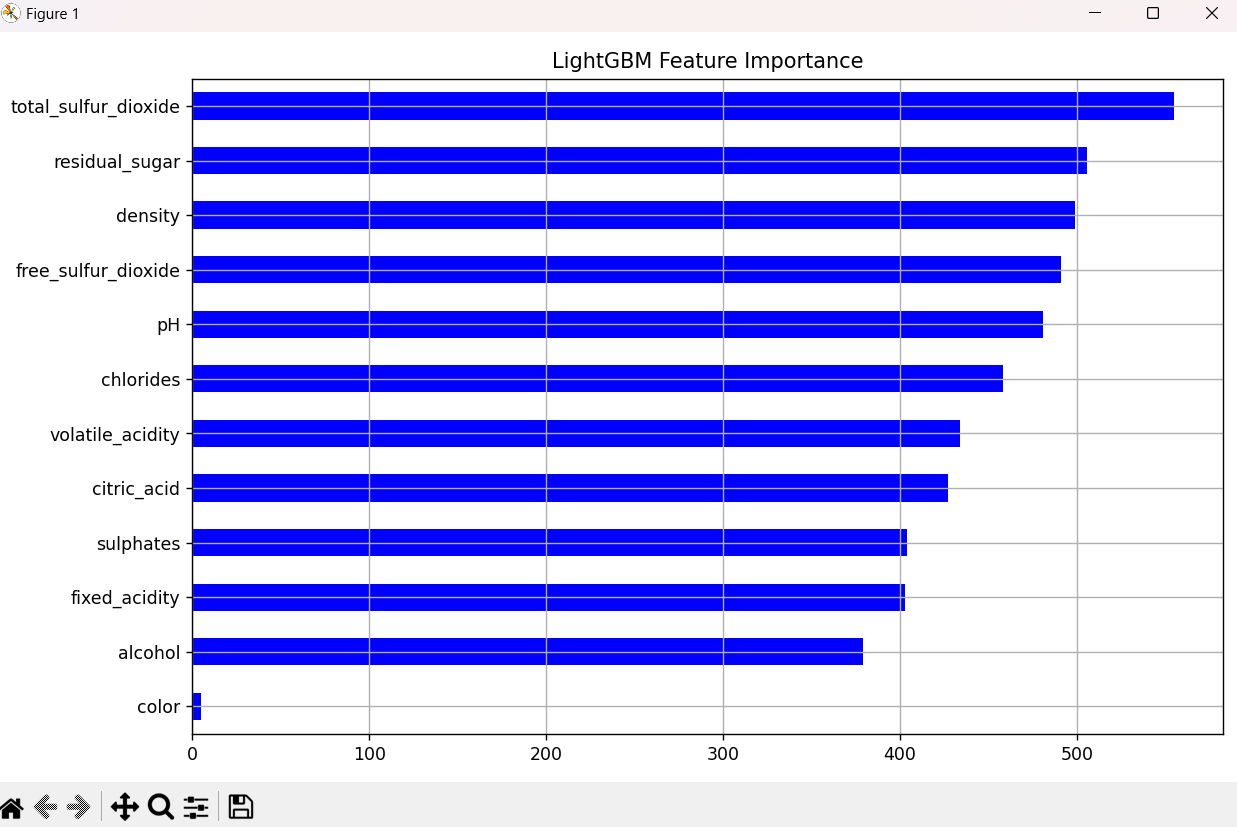 Figure 1
LightGBM Feature Importance
total_sulfur_dioxide
residual_sugar
density
free_sulfur_dioxide
pH
chlorides
volatile_acidity
citric_acid
sulphates
fixed_acidity
alcohol
color
0 100 200 300 400 500